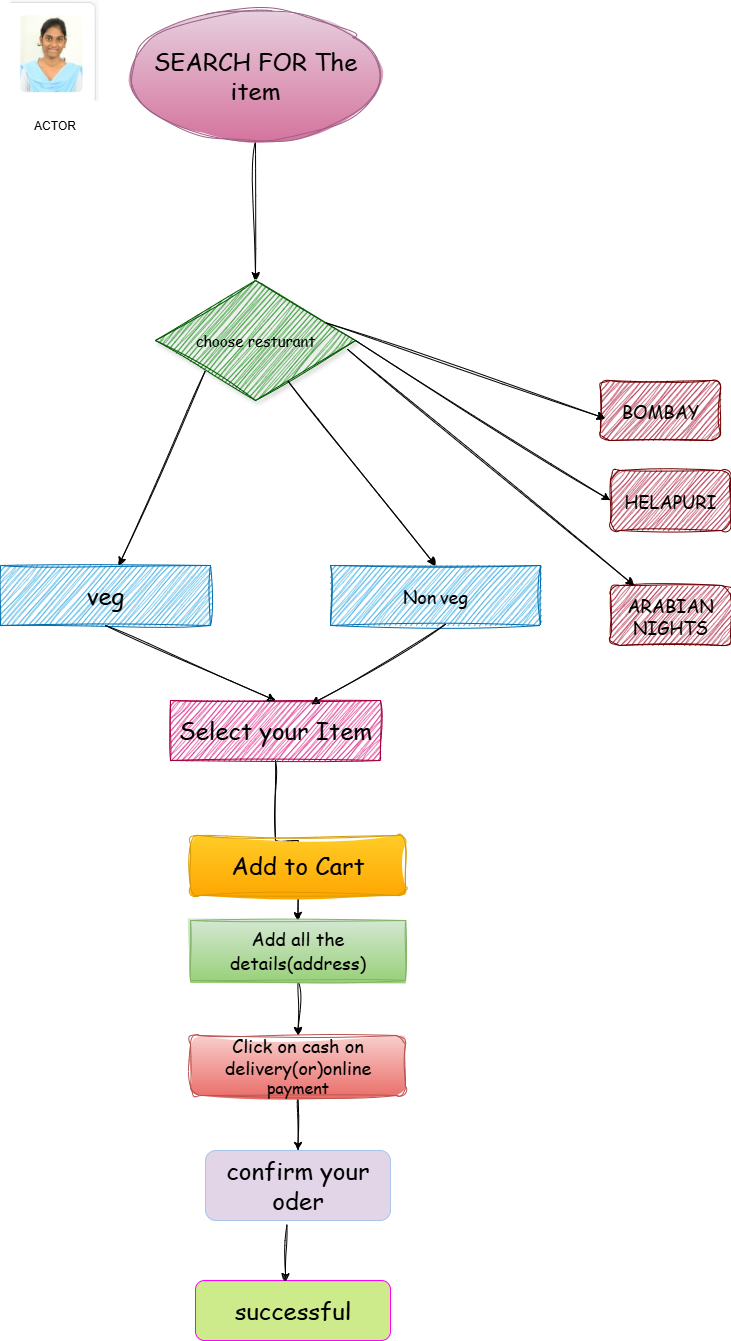 SEARCH FOR The
item
ACTOR
choose resturant
BOMBAY
HELAPURI
ARABIAN
NIGHTS
veg
Non veg
Select your Item
Add to Cart
Add all the
details(address)
Click on cash on
delivery(or)online
payment
confirm your
oder
successful